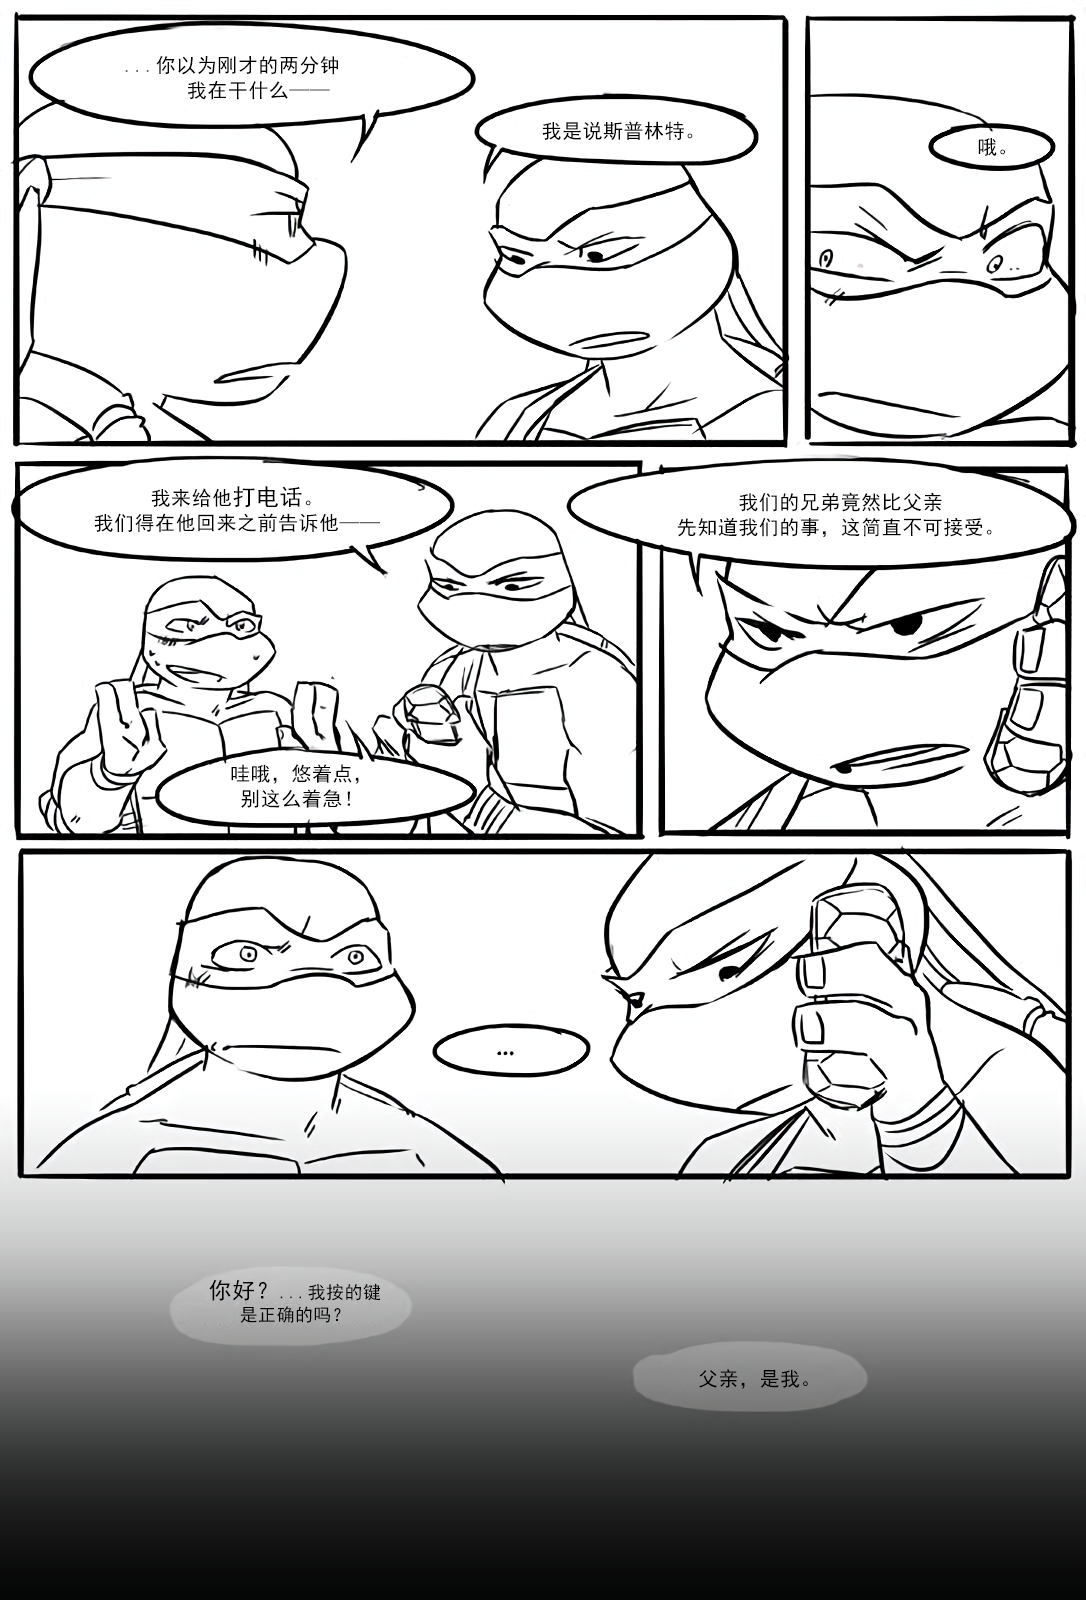 ...你以为刚才的两分钟
我在干什么——
我是说斯普林特。
哦。
我来给他打电话。
我们得在他回来之前告诉他——
哇哦，悠着点，
别这么着急！
我们的兄弟竟然比父亲
先知道我们的事，这简直不可接受。
...
你好？...我按的键
是正确的吗？
父亲，是我。